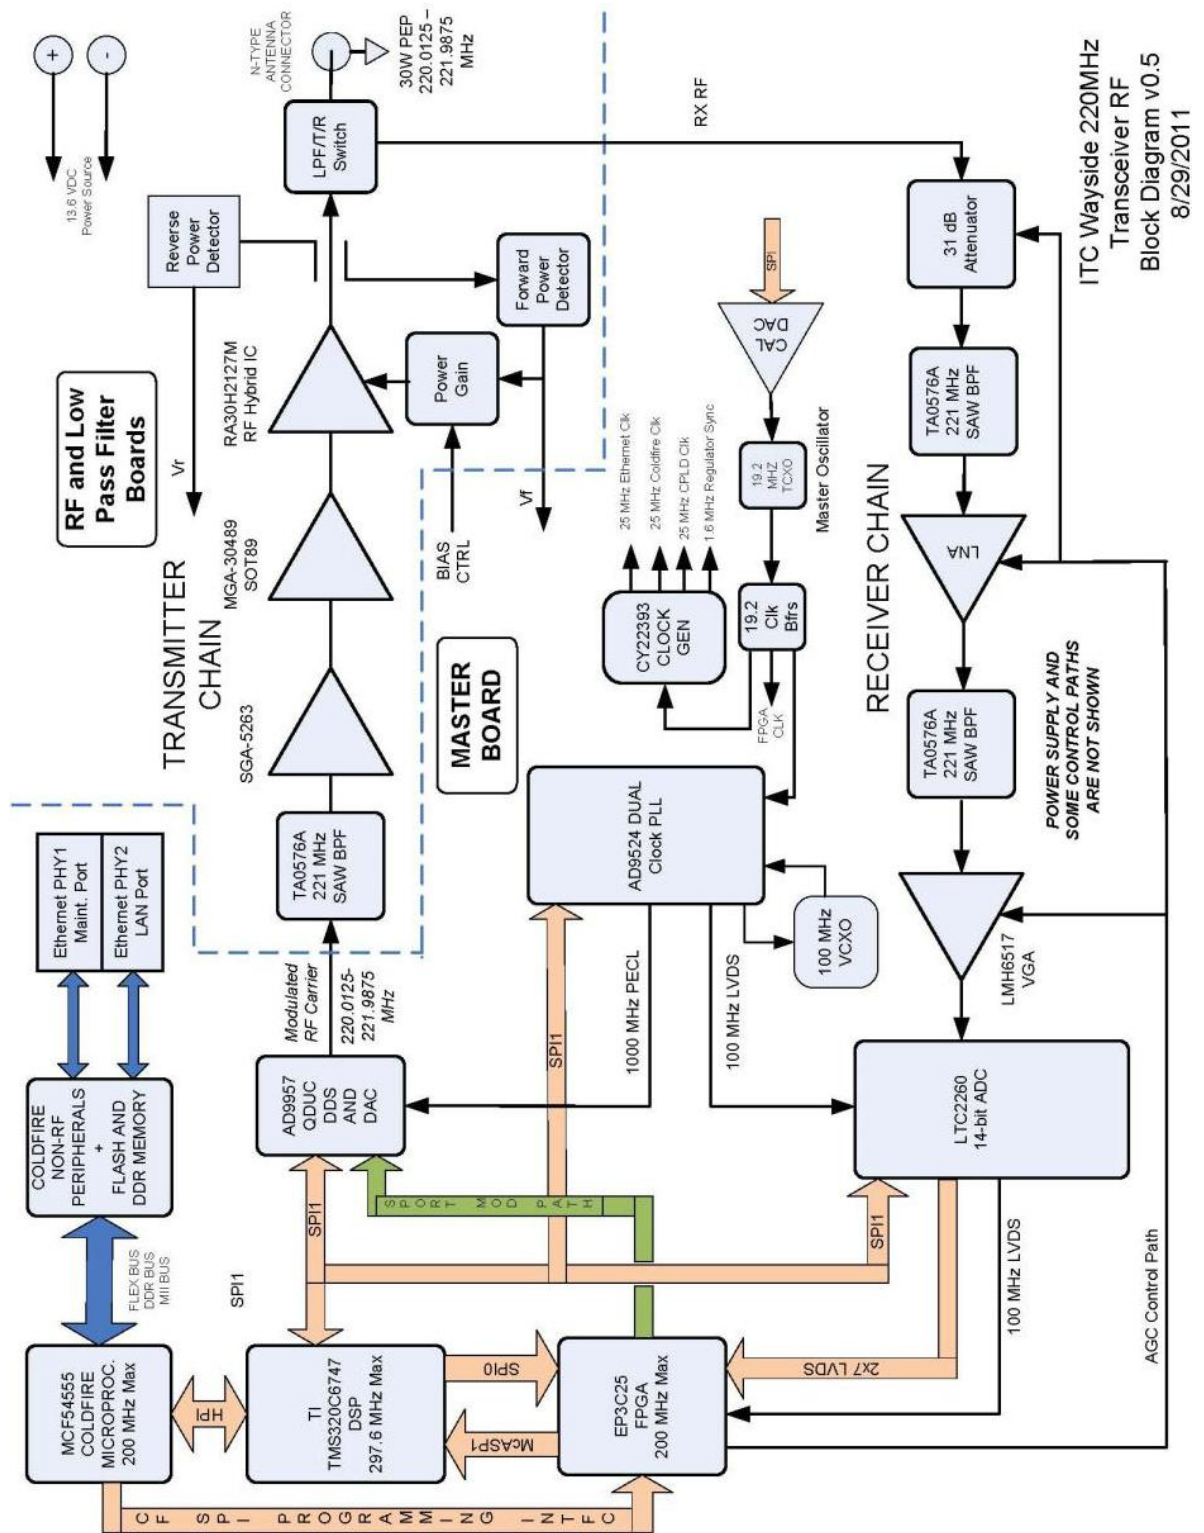 MCF54555
COLDFIRE
MICROPROC.
200 MHz Max
FLEX BUS
DDR BUS
MII BUS
COLDFIRE
NON-RF
PERIPHERALS
+
FLASH AND
DDR MEMORY
Ethernet PHY1
Maint. Port
Ethernet PHY2
LAN Port
RF and Low
Pass Filter
Boards
13.6 VDC
Power Source
+
-
CF SPI PROGRAMMING INTFC
HPI
SPI1
TI
TMS320C6747
DSP
297.6 MHz Max
SPI1
AD9957
QDUC
DDS
AND
DAC
Modulated
RF Carrier
220.0125-
221.9875
MHz
TA0576A
221 MHz
SAW BPF
TRANSMITTER
CHAIN
SGA-5263
MGA-30489
SOT89
RA30H2127M
RF Hybrid IC
Vr
Reverse
Power
Detector
LPF/T/R
Switch
N-TYPE
ANTENNA
CONNECTOR
30W PEP
220.0125 –
221.9875
MHz
SPI0
McASP1
SPORT MOD PATH
MASTER
BOARD
BIAS
CTRL
Power
Gain
Forward
Power
Detector
Vf
EP3C25
FPGA
200 MHz Max
SPI1
1000 MHz PECL
100 MHz LVDS
AD9524 DUAL
Clock PLL
100 MHz
VCXO
CY22393
CLOCK
GEN
25 MHz Ethernet Clk
25 MHz Coldfire Clk
25 MHz CPLD Clk
1.6 MHz Regulator Sync
FPGA
CLK
19.2
Clk
Bfrs
19.2
MHZ
TCXO
Master Oscillator
CAL
DAC
SPI
RX RF
2x7 LVDS
100 MHz LVDS
SPI1
LTC2260
14-bit ADC
LMH6517
VGA
RECEIVER CHAIN
TA0576A
221 MHz
SAW BPF
LNA
TA0576A
221 MHz
SAW BPF
31 dB
Attenuator
POWER SUPPLY AND
SOME CONTROL PATHS
ARE NOT SHOWN
AGC Control Path
ITC Wayside 220MHz
Transceiver RF
Block Diagram v0.5
8/29/2011